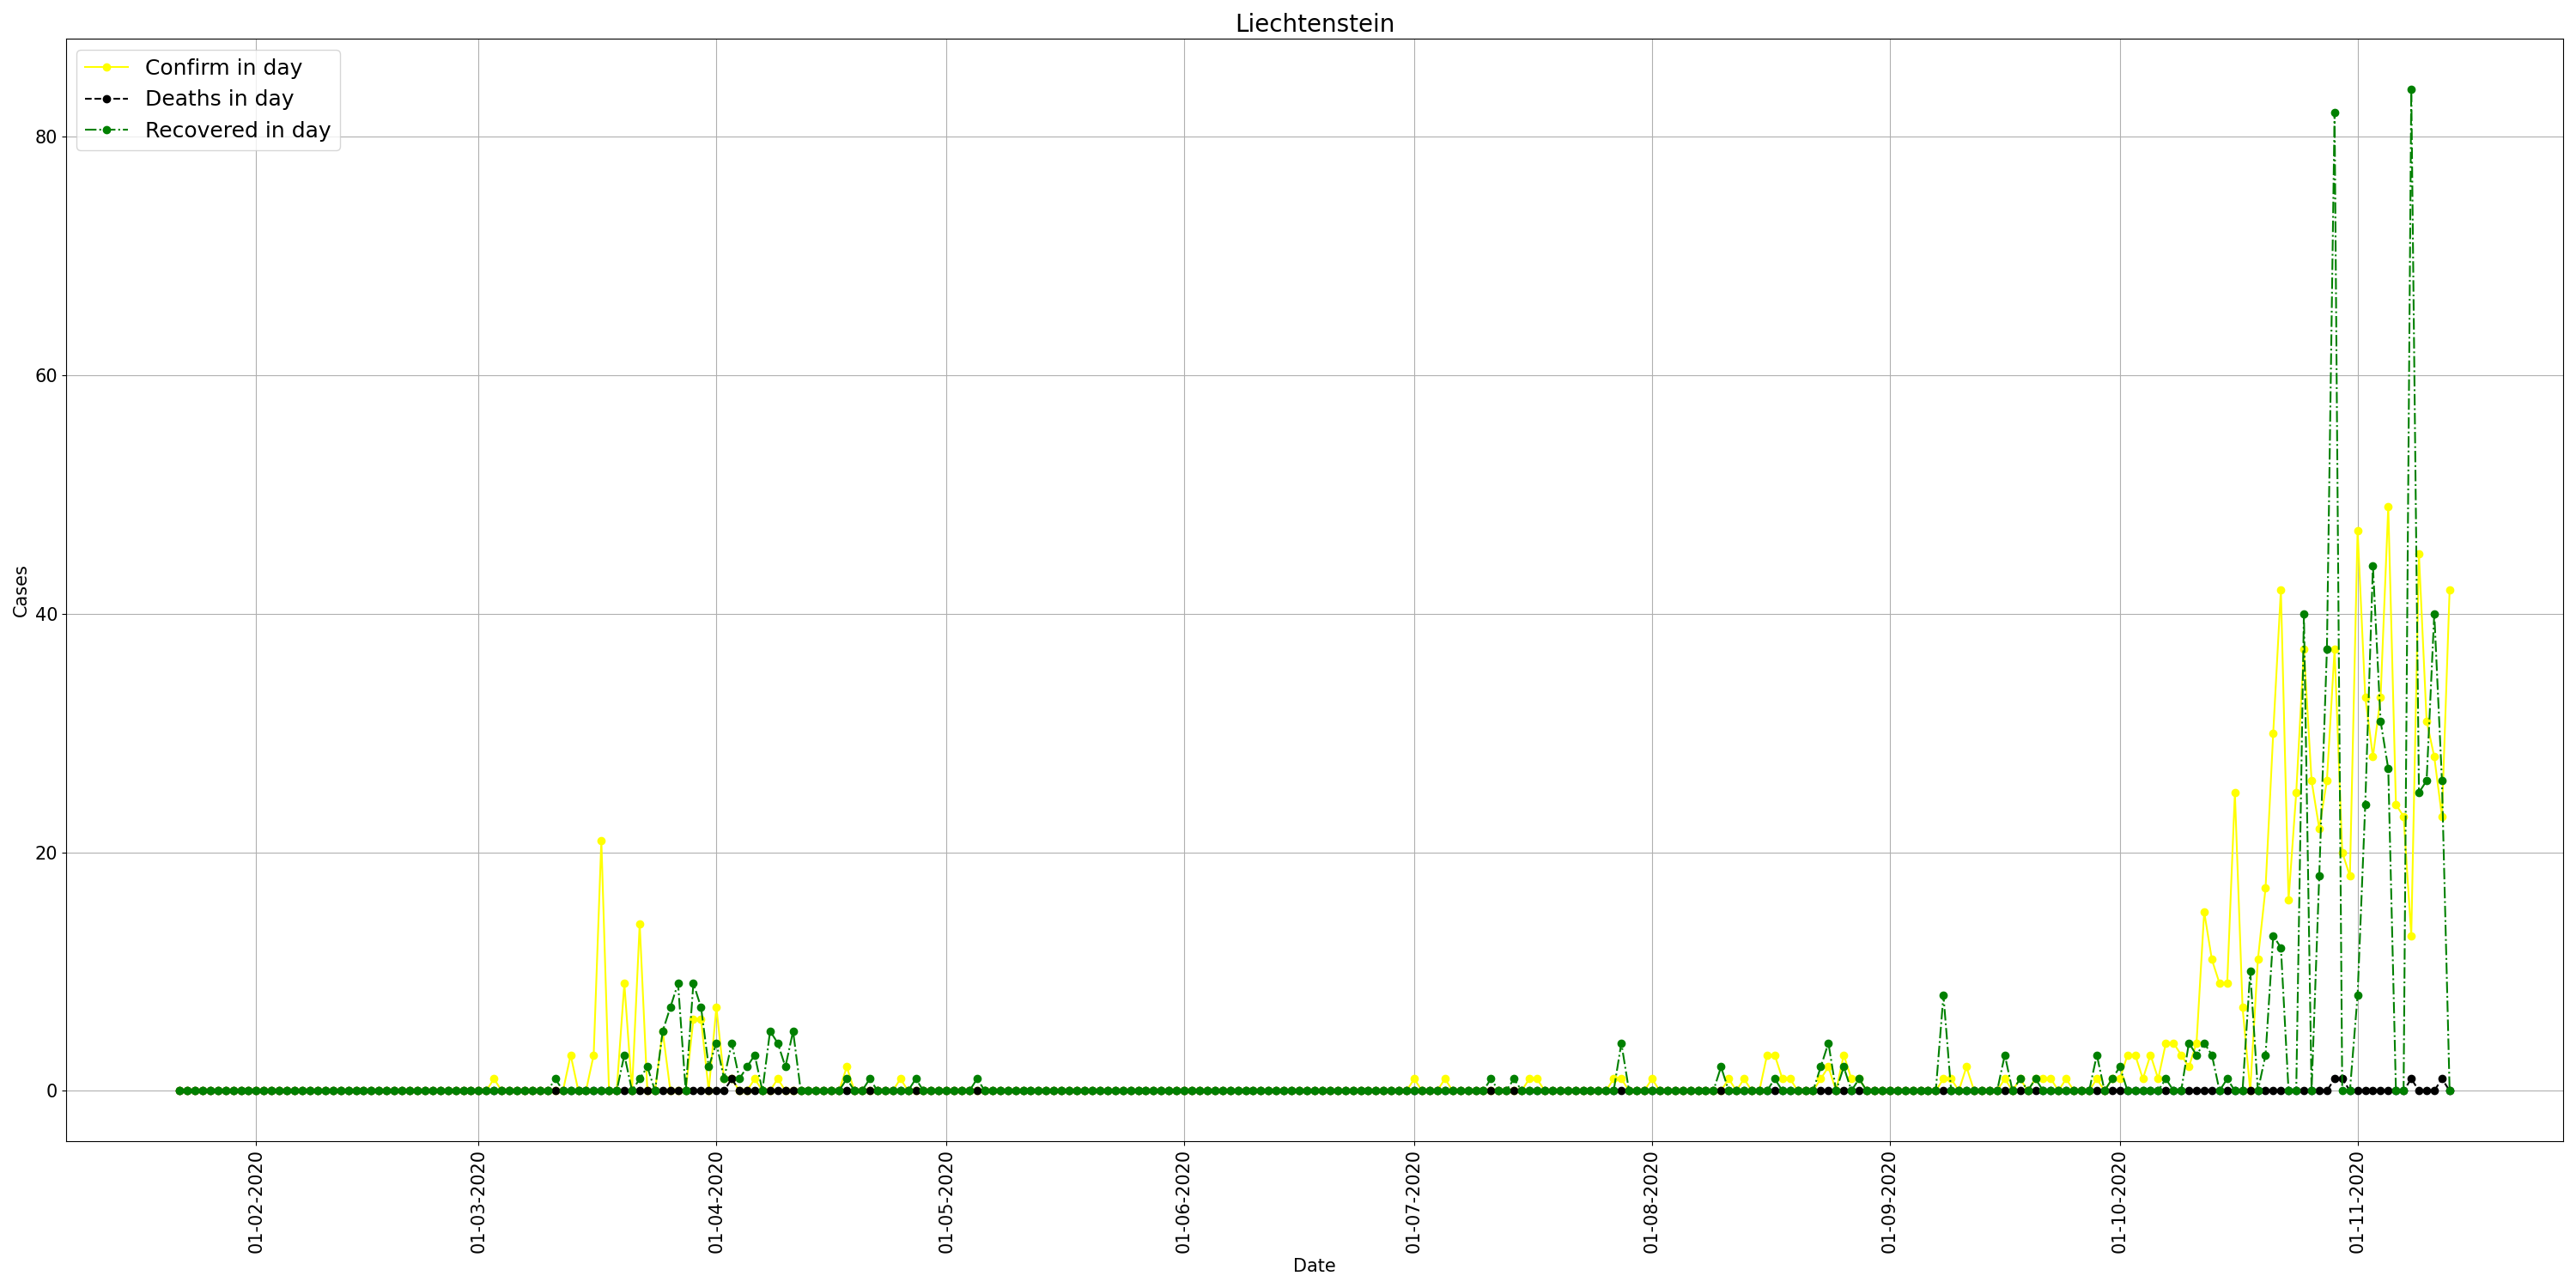 Liechtenstein
Confirm in day
Deaths in day
Recovered in day
80
60
40
20
0
Cases
01-02-2020
01-03-2020
01-04-2020
01-05-2020
01-06-2020
01-07-2020
01-08-2020
01-09-2020
01-10-2020
01-11-2020
Date